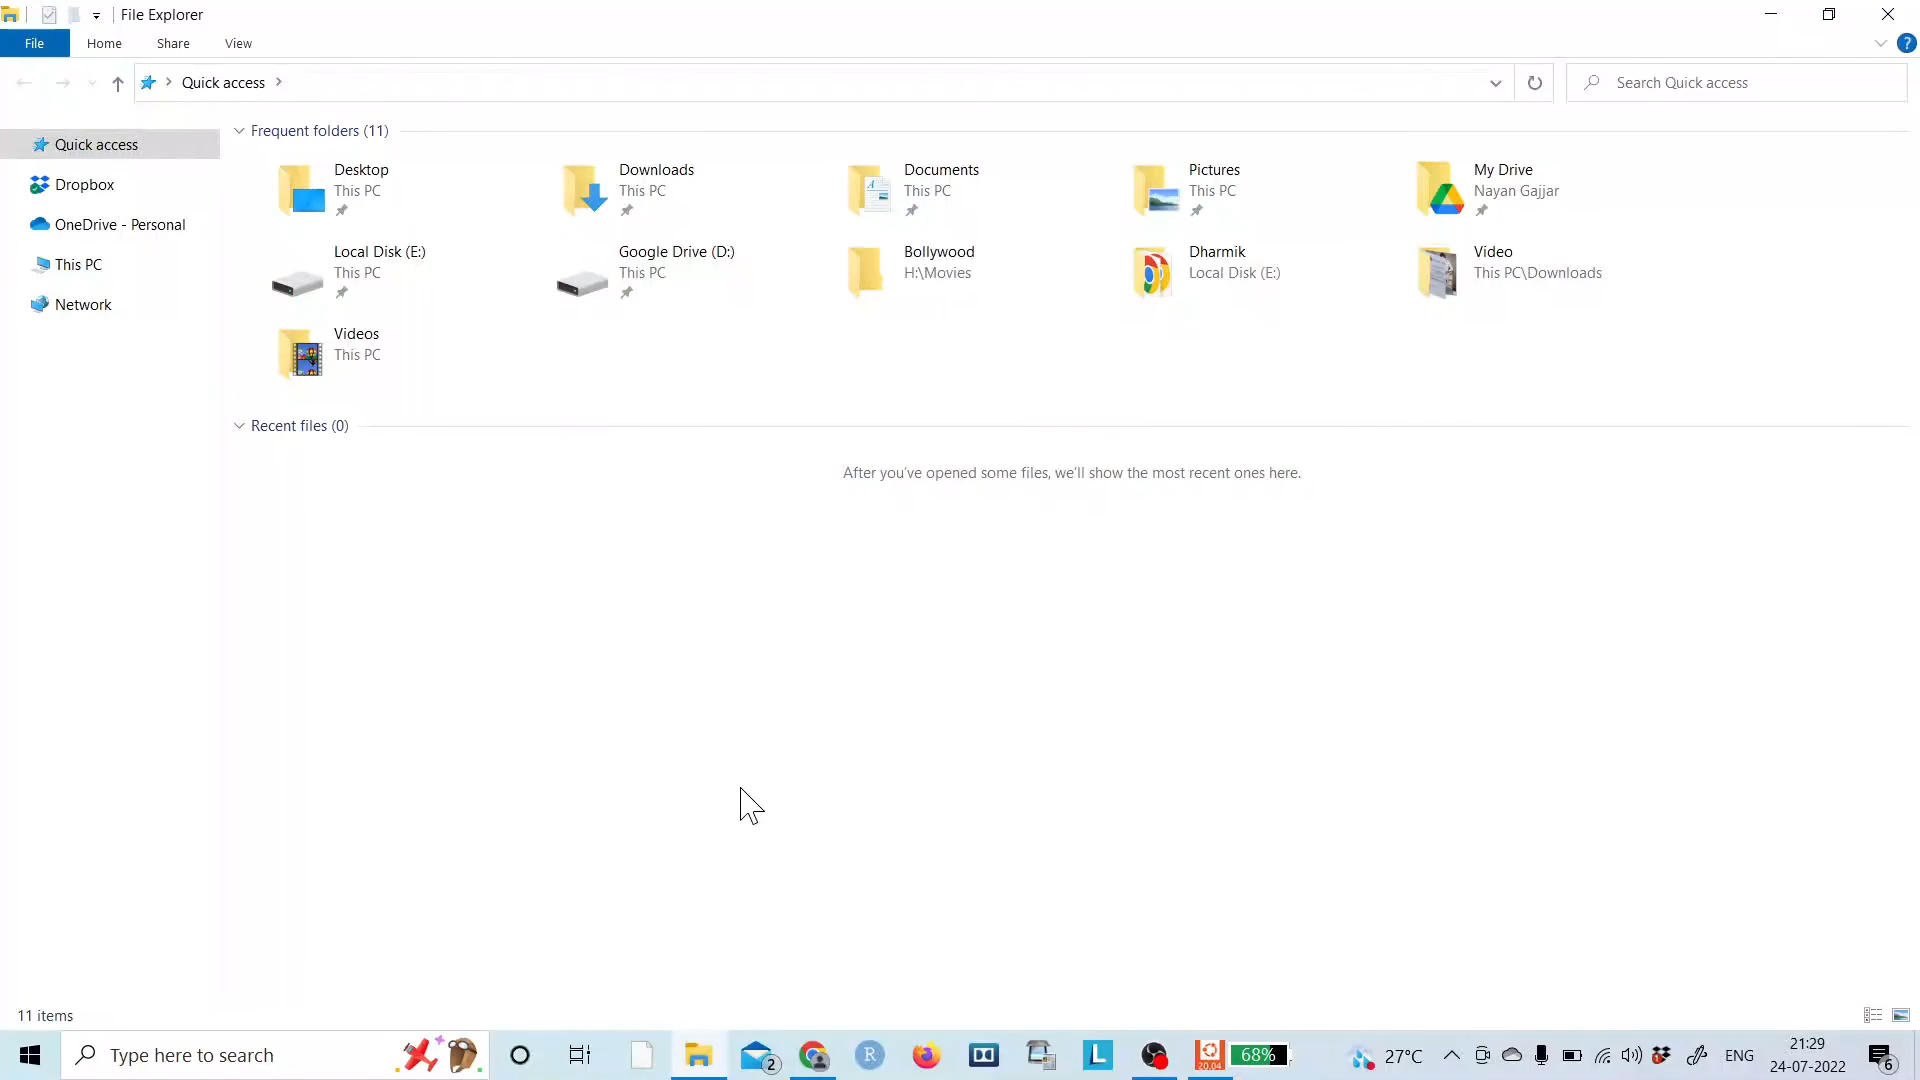 File Explorer
File Home Share View ?
Quick access Search Quick access
Quick access
Dropbox
OneDrive - Personal
This PC
Network
Frequent folders (11)
Desktop
This PC
Downloads
This PC
Documents
This PC
Pictures
This PC
My Drive
Nayan Gajjar
Local Disk (E:)
This PC
Google Drive (D:)
This PC
Bollywood
H:\Movies
Dharmik
Local Disk (E:)
Video
This PC\Downloads
Videos
This PC
Recent files (0)
After you've opened some files, we'll show the most recent ones here.
11 items
Type here to search 2 R L 20.04 68% 27°C ENG
21:29
24-07-2022
6